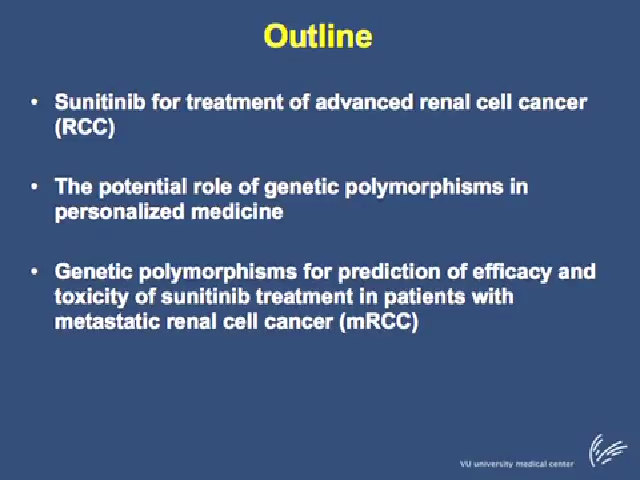 Outline
• Sunitinib for treatment of advanced renal cell cancer
(RCC)
• The potential role of genetic polymorphisms in
personalized medicine
• Genetic polymorphisms for prediction of efficacy and
toxicity of sunitinib treatment in patients with
metastatic renal cell cancer (mRCC)
VU university medical center